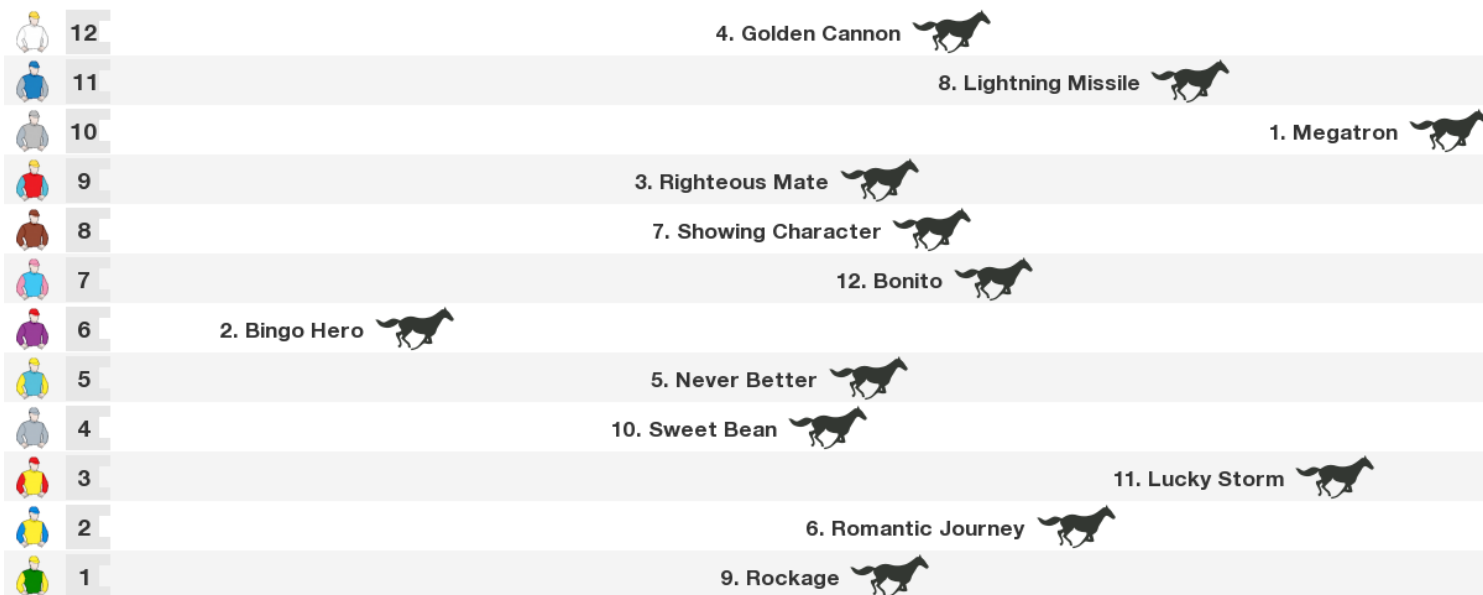 12 4. Golden Cannon
11 8. Lightning Missile
10 1. Megatron
9 3. Righteous Mate
8 7. Showing Character
7 12. Bonito
6 2. Bingo Hero
5 5. Never Better
4 10. Sweet Bean
3 11. Lucky Storm
2 6. Romantic Journey
1 9. Rockage